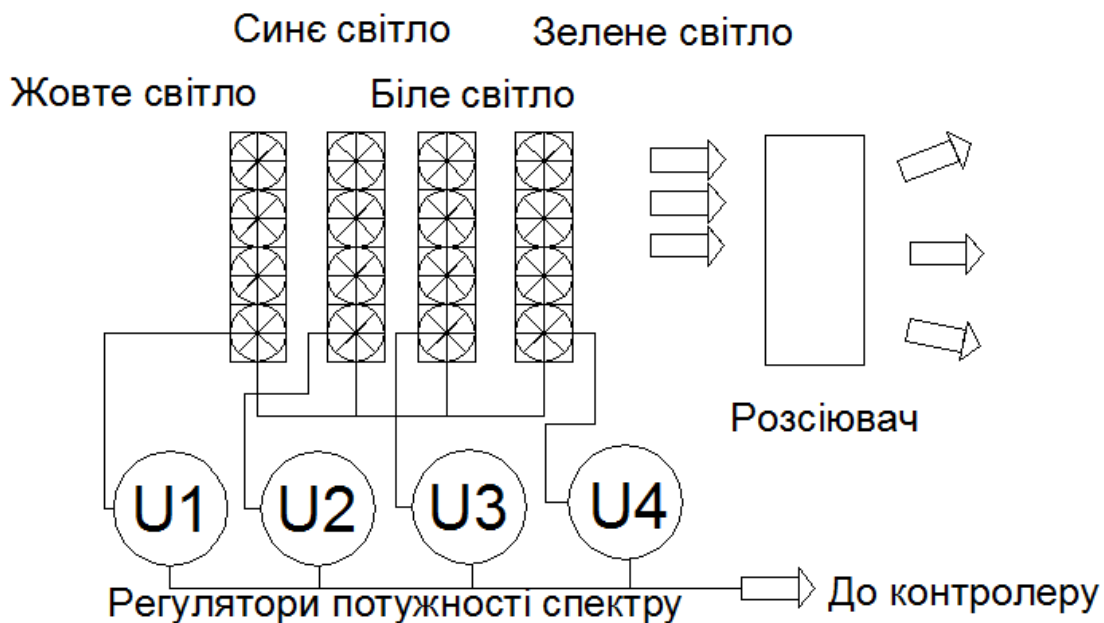 Синє світло
Зелене світло
Жовте світло
Біле світло
Розсіювач
U1
U2
U3
U4
Регулятори потужності спектру
До контролеру